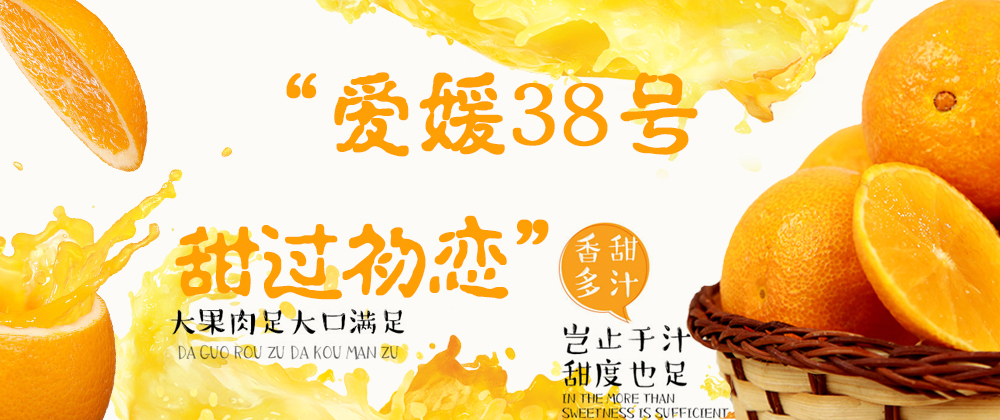 “爱媛38号
甜过初恋”
香甜
多汁
大果肉足大口满足
DA GUO ROU ZU DA KOU MAN ZU
岂止于汁
甜度也足
IN THE MORE THAN
SWEETNESS IS SUFFICIENT